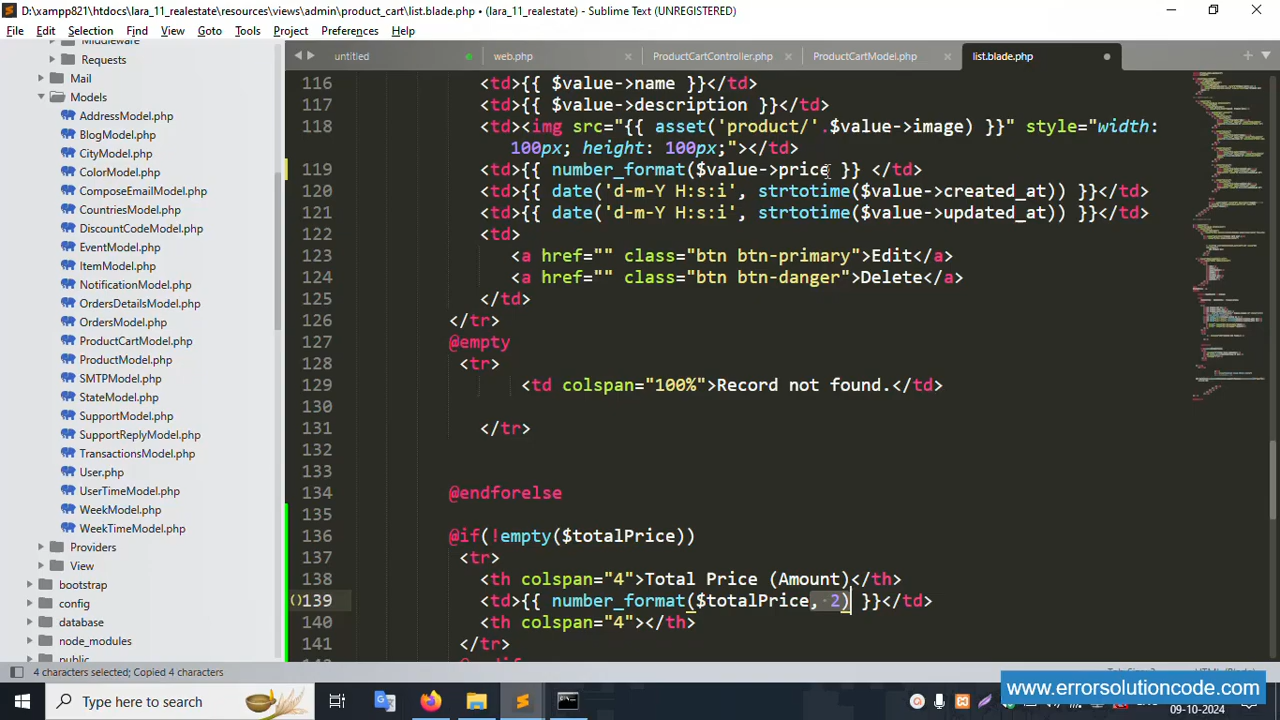 D:\xampp821\htdocs\lara_11_realestate\resources\views\admin\product_cart\list.blade.php • (lara_11_realestate) - Sublime Text (UNREGISTERED)
File Edit Selection Find View Goto Tools Project Preferences Help
untitled web.php ProductCartController.php ProductCartModel.php list.blade.php
Requests
Mail
Models
AddressModel.php
BlogModel.php
CityModel.php
ColorModel.php
ComposeEmailModel.php
CountriesModel.php
DiscountCodeModel.php
EventModel.php
ItemModel.php
NotificationModel.php
OrdersDetailsModel.php
OrdersModel.php
ProductCartModel.php
ProductModel.php
SMTPModel.php
StateModel.php
SupportModel.php
SupportReplyModel.php
TransactionsModel.php
User.php
UserTimeModel.php
WeekModel.php
WeekTimeModel.php
Providers
View
bootstrap
config
database
node_modules
public
116 <td>{{ $value->name }}</td>
117 <td>{{ $value->description }}</td>
118 <td><img src="{{ asset('product/'.$value->image) }}" style="width:
100px; height: 100px;"></td>
119 <td>{{ number_format($value->price }} </td>
120 <td>{{ date('d-m-Y H:s:i', strtotime($value->created_at)) }}</td>
121 <td>{{ date('d-m-Y H:s:i', strtotime($value->updated_at)) }}</td>
122 <td>
123 <a href="" class="btn btn-primary">Edit</a>
124 <a href="" class="btn btn-danger">Delete</a>
125 </td>
126 </tr>
127 @empty
128 <tr>
129 <td colspan="100%">Record not found.</td>
130
131 </tr>
132
133
134 @endforelse
135
136 @if(!empty($totalPrice))
137 <tr>
138 <th colspan="4">Total Price (Amount)</th>
139 <td>{{ number_format($totalPrice, 2) }}</td>
140 <th colspan="4"></th>
141 </tr>
4 characters selected; Copied 4 characters
www.errorsolutioncode.com
Type here to search
09-10-2024